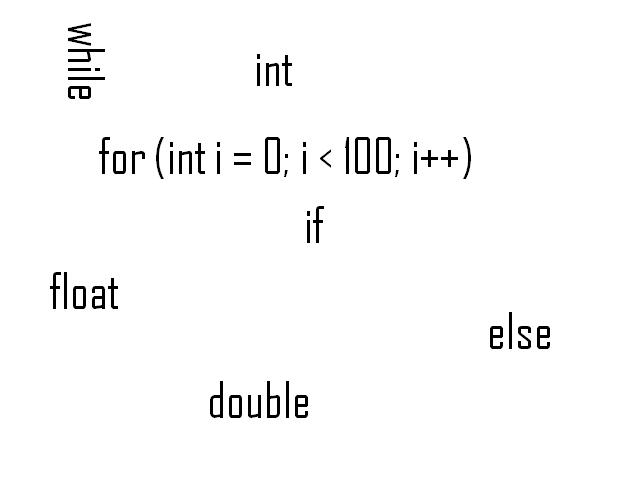 while
int
for (int i = 0; i < 100; i++)
if
float
else
double